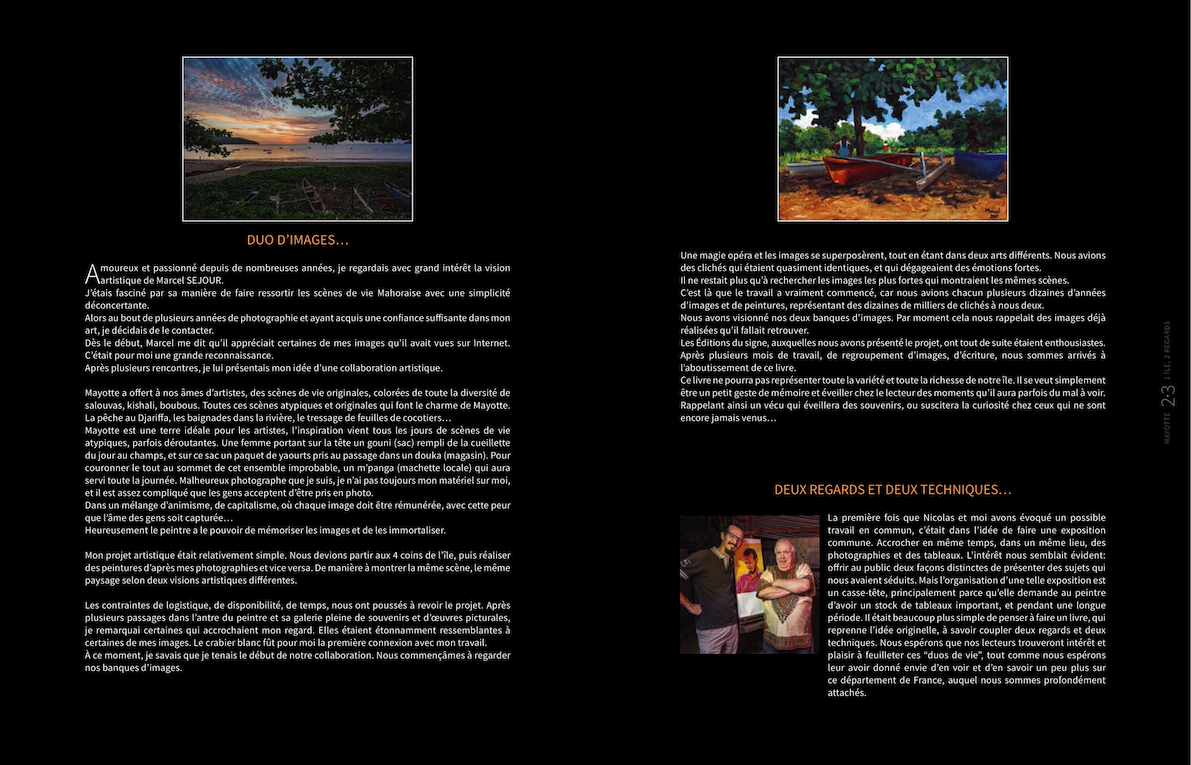 DUO D'IMAGES…
Amoureux et passionné depuis de nombreuses années, je regardais avec grand intérêt la vision
artistique de Marcel SEJOUR.
J'étais fasciné par sa manière de faire ressortir les scènes de vie Mahoraise avec une simplicité
déconcertante.
Alors au bout de plusieurs années de photographie et ayant acquis une confiance suffisante dans mon
art, je décidais de le contacter.
Dès le début, Marcel me dit qu'il appréciait certaines de mes images qu'il avait vues sur Internet.
C'était pour moi une grande reconnaissance.
Après plusieurs rencontres, je lui présentais mon idée d'une collaboration artistique.
Mayotte a offert à nos âmes d'artistes, des scènes de vie originales, colorées de toute la diversité de
salouvas, kishali, boubous. Toutes ces scènes atypiques et originales qui font le charme de Mayotte.
La pêche au Djarifa, les baignades dans la rivière, le tressage de feuilles de cocotiers…
Mayotte est une terre idéale pour les artistes, l'inspiration vient tous les jours de scènes de vie
atypiques, parfois déroutantes. Une femme portant sur la tête un gouni (sac) rempli de la cueillette
du jour au champs, et sur ce sac un paquet de yaourts pris au passage dans un douka (magasin). Pour
couronner le tout au sommet de cet ensemble improbable, un m'panga (machette locale) qui aura
servi toute la journée. Malheureux photographe que je suis, je n'ai pas toujours mon matériel sur moi,
et il est assez compliqué que les gens acceptent d'être pris en photo.
Dans un mélange d'animisme, de capitalisme, où chaque image doit être rémunérée, avec cette peur
que l'âme des gens soit capturée…
Heureusement le peintre a le pouvoir de mémoriser les images et de les immortaliser.
Mon projet artistique était relativement simple. Nous devions partir aux 4 coins de l'île, puis réaliser
des peintures d'après mes photographies et vice versa. De manière à montrer la même scène, le même
paysage selon deux visions artistiques différentes.
Les contraintes de logistique, de disponibilité, de temps, nous ont poussés à revoir le projet. Après
plusieurs passages dans l'antre du peintre et sa galerie pleine de souvenirs et d'œuvres picturales,
je remarquai certaines qui accrochaient mon regard. Elles étaient étonnamment ressemblantes à
certaines de mes images. Le crabier blanc fût pour moi la première connexion avec mon travail.
À ce moment, je savais que je tenais le début de notre collaboration. Nous commençâmes à regarder
nos banques d'images.
Une magie opéra et les images se superposèrent, tout en étant dans deux arts différents. Nous avions
des clichés qui étaient quasiment identiques, et qui dégageaient des émotions fortes.
Il ne restait plus qu'à rechercher les images les plus fortes qui montraient les mêmes scènes.
C'est là que le travail a vraiment commencé, car nous avions chacun plusieurs dizaines d'années
d'images et de peintures, représentant des dizaines de milliers de clichés à nous deux.
Nous avons visionné nos deux banques d'images. Par moment cela nous rappelait des images déjà
réalisées qu'il fallait retrouver.
Les Éditions du signe, auxquelles nous avons présenté le projet, ont tout de suite étaient enthousiastes.
Après plusieurs mois de travail, de regroupement d'images, d'écriture, nous sommes arrivés à
l'aboutissement de ce livre.
Ce livre ne pourra pas représenter toute la variété et toute la richesse de notre île. Il se veut simplement
être un petit geste de mémoire et éveiller chez le lecteur des moments qu'il aura parfois du mal à voir.
Rappelant ainsi un vécu qui éveillera des souvenirs, ou suscitera la curiosité chez ceux qui ne sont
encore jamais venus…
DEUX REGARDS ET DEUX TECHNIQUES…
La première fois que Nicolas et moi avons évoqué un possible
travail en commun, c'était dans l'idée de faire une exposition
commune. Accrocher en même temps, dans un même lieu, des
photographies et des tableaux. L'intérêt nous semblait évident:
offrir au public deux façons distinctes de présenter des sujets qui
nous avaient séduits. Mais l'organisation d'une telle exposition est
un casse-tête, principalement parce qu'elle demande au peintre
d'avoir un stock de tableaux important, et pendant une longue
période. Il était beaucoup plus simple de penser à faire un livre, qui
reprenne l'idée originelle, à savoir coupler deux regards et deux
techniques. Nous espérons que nos lecteurs trouveront intérêt et
plaisir à feuilleter ces "duos de vie", tout comme nous espérons
leur avoir donné envie d'en voir et d'en savoir un peu plus sur
ce département de France, auquel nous sommes profondément
attachés.
MAYOTTE 2·3 1 ÎLE, 2 REGARDS